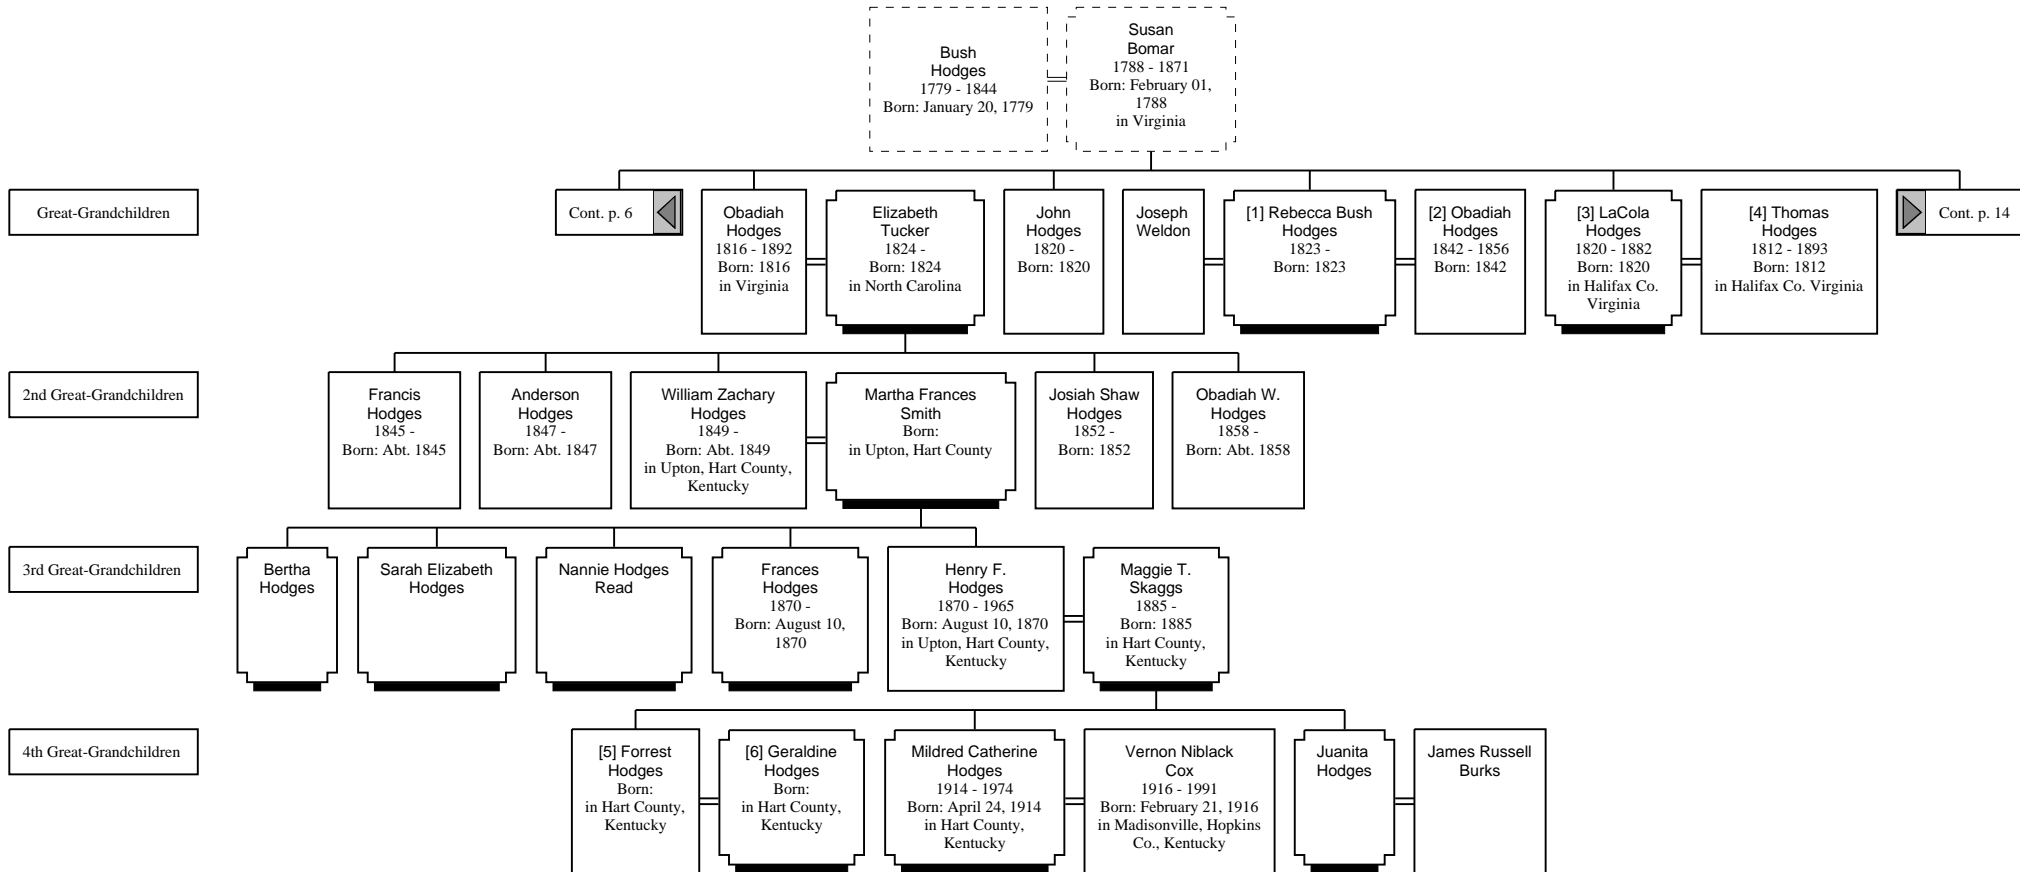 Bush
Hodges
1779 - 1844
Born: January 20, 1779
Susan
Bomar
1788 - 1871
Born: February 01,
1788
in Virginia
Great-Grandchildren
Cont. p. 6
Obadiah
Hodges
1816 - 1892
Born: 1816
in Virginia
Elizabeth
Tucker
1824 -
Born: 1824
in North Carolina
John
Hodges
1820 -
Born: 1820
Joseph
Weldon
[1] Rebecca Bush
Hodges
1823 -
Born: 1823
[2] Obadiah
Hodges
1842 - 1856
Born: 1842
[3] LaCola
Hodges
1820 - 1882
Born: 1820
in Halifax Co.
Virginia
[4] Thomas
Hodges
1812 - 1893
Born: 1812
in Halifax Co. Virginia
Cont. p. 14
2nd Great-Grandchildren
Francis
Hodges
1845 -
Born: Abt. 1845
Anderson
Hodges
1847 -
Born: Abt. 1847
William Zachary
Hodges
1849 -
Born: Abt. 1849
in Upton, Hart County,
Kentucky
Martha Frances
Smith
Born:
in Upton, Hart County
Josiah Shaw
Hodges
1852 -
Born: 1852
Obadiah W.
Hodges
1858 -
Born: Abt. 1858
3rd Great-Grandchildren
Bertha
Hodges
Sarah Elizabeth
Hodges
Nannie Hodges
Read
Frances
Hodges
1870 -
Born: August 10,
1870
Henry F.
Hodges
1870 - 1965
Born: August 10, 1870
in Upton, Hart County,
Kentucky
Maggie T.
Skaggs
1885 -
Born: 1885
in Hart County,
Kentucky
4th Great-Grandchildren
[5] Forrest
Hodges
Born:
in Hart County,
Kentucky
[6] Geraldine
Hodges
Born:
in Hart County,
Kentucky
Mildred Catherine
Hodges
1914 - 1974
Born: April 24, 1914
in Hart County,
Kentucky
Vernon Niblack
Cox
1916 - 1991
Born: February 21, 1916
in Madisonville, Hopkins
Co., Kentucky
Juanita
Hodges
James Russell
Burks